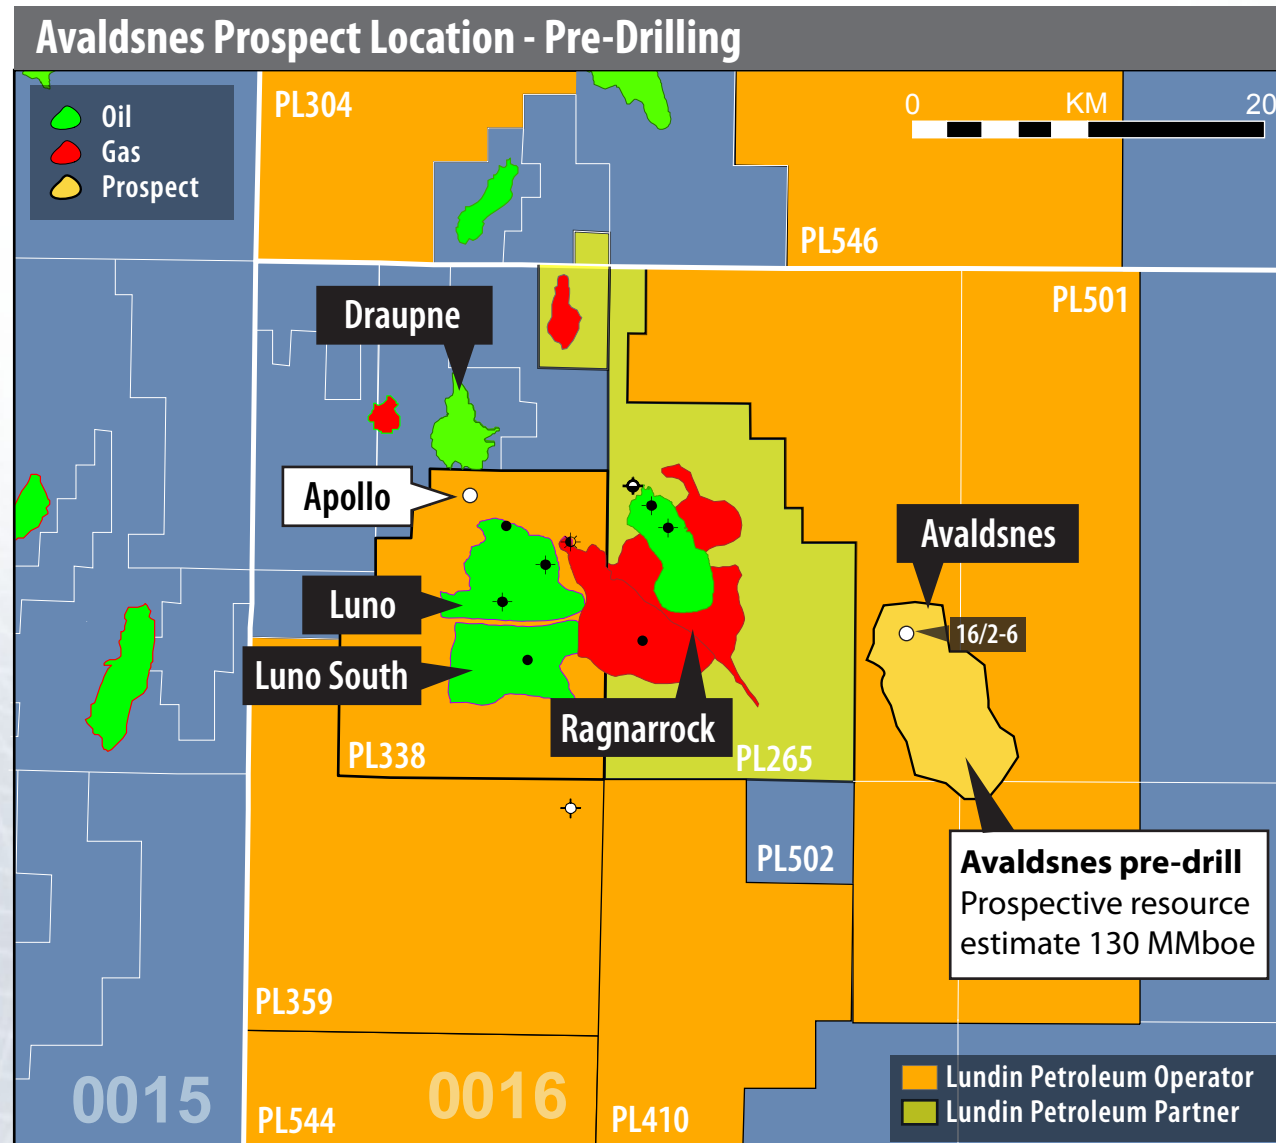 Avaldsnes Prospect Location - Pre-Drilling
Oil
Gas
Prospect
PL304
0 KM 20
PL546
PL501
Draupne
Apollo
Avaldsnes
Luno
16/2-6
Luno South
Ragnarrock
PL338
PL265
PL502
Avaldsnes pre-drill
Prospective resource
estimate 130 MMboe
PL359
0015
0016
PL544
PL410
Lundin Petroleum Operator
Lundin Petroleum Partner